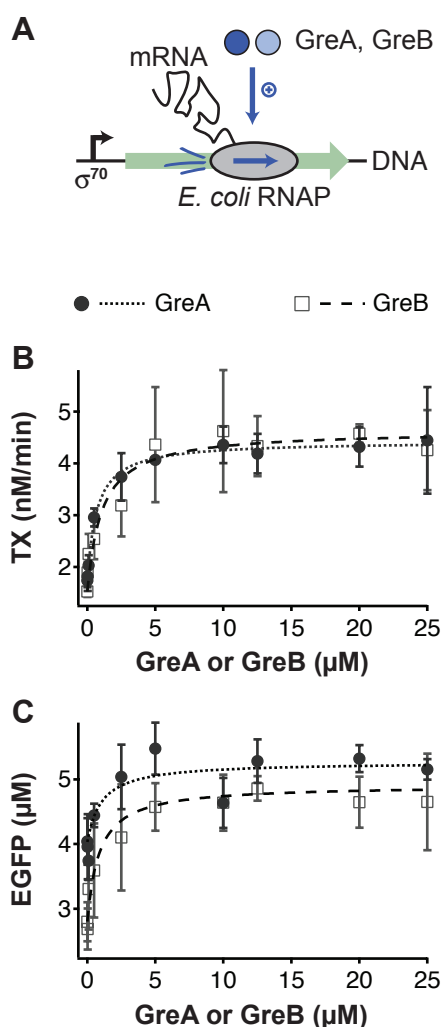 A
mRNA
GreA, GreB
+
DNA
σ70
E. coli RNAP
GreA
GreB
B
TX (nM/min)
5
4
3
2
0
5
10
15
20
25
GreA or GreB (µM)
C
EGFP (µM)
5
4
3
0
5
10
15
20
25
GreA or GreB (µM)